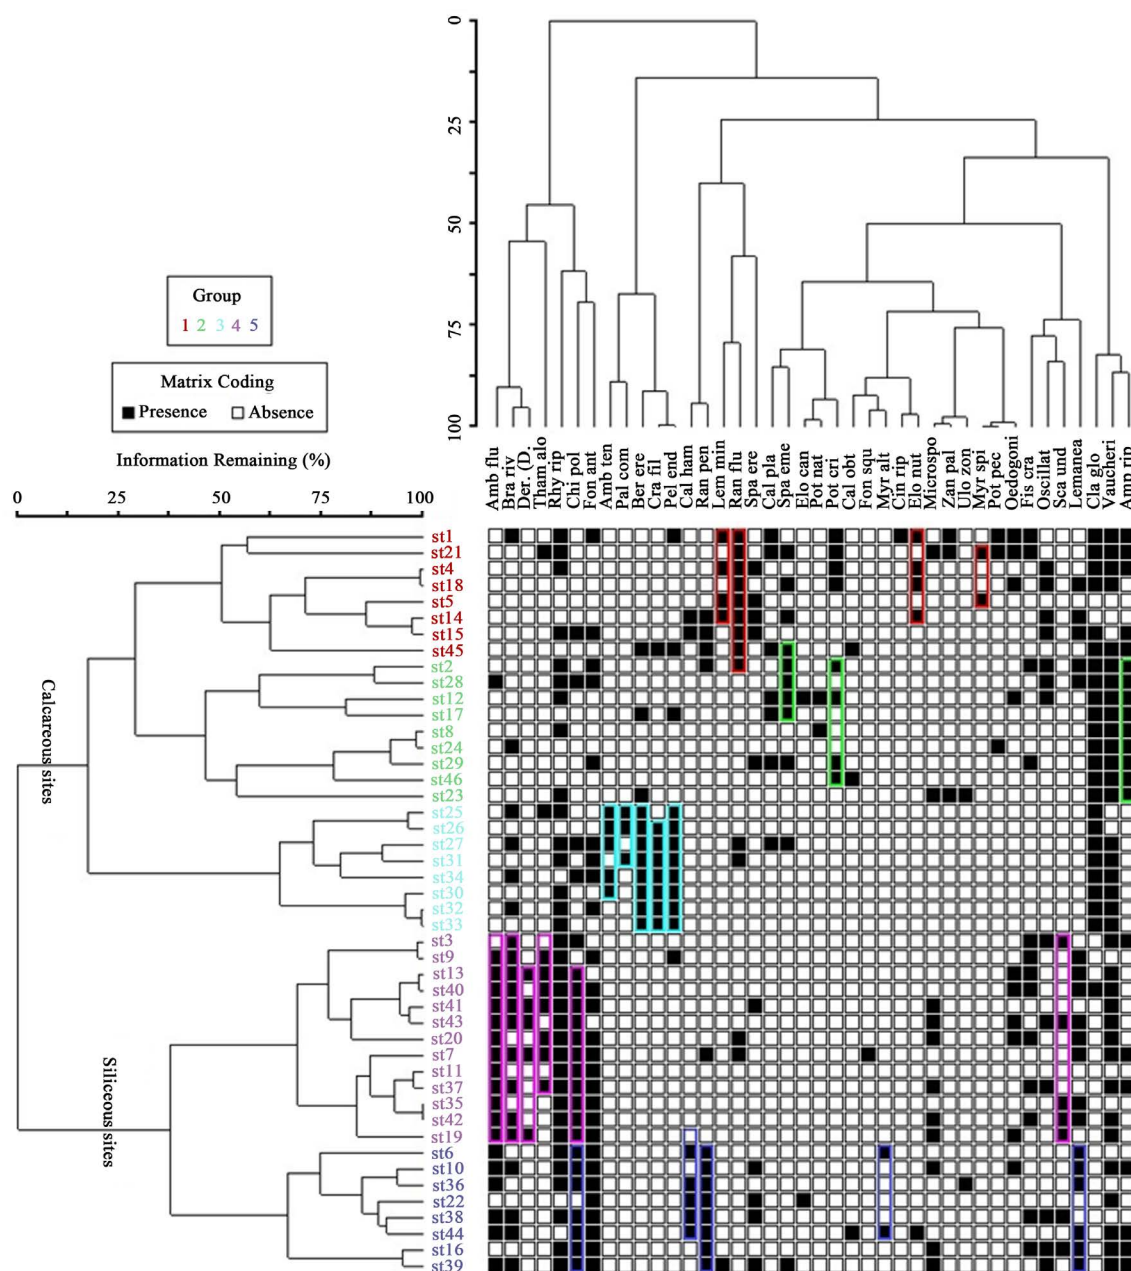 0
25
50
75
100
Group
1 2 3 4 5
Matrix Coding
Presence Absence
Information Remaining (%)
0 25 50 75 100
Amb flu
Bra riv
Der. (D.
Tham alo
Rhy rip
Chi pol
Fon ant
Amb ten
Pal com
Ber ere
Cra fil
Pel end
Cal ham
Ran pen
Lem min
Ran flu
Spa ere
Cal pla
Spa eme
Elo can
Pot nat
Pot cri
Cal obt
Fon squ
Myr alt
Cin rip
Elo nut
Microspo
Zan pal
Ulo zon
Myr spi
Pot pec
Oedogoni
Fis cra
Oscillat
Sca und
Lemanea
Cla glo
Vaucheri
Amp rip
Calcareous sites
Siliceous sites
st1
st21
st4
st18
st5
st14
st15
st45
st2
st28
st12
st17
st8
st24
st29
st46
st23
st25
st26
st27
st31
st34
st30
st32
st33
st3
st9
st13
st40
st41
st43
st20
st7
st11
st37
st35
st42
st19
st6
st10
st36
st22
st38
st44
st16
st39